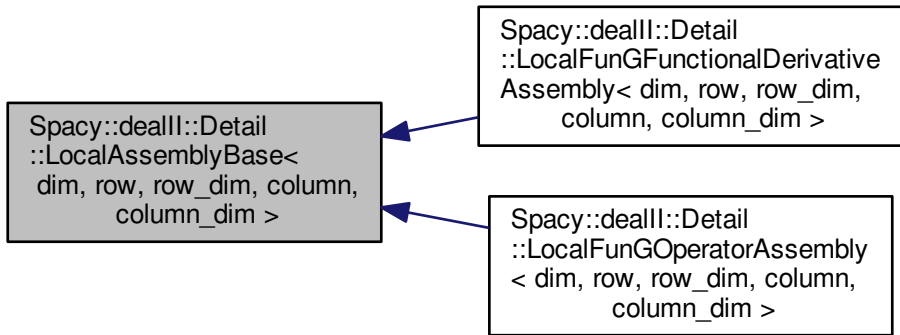 Spacy::dealII::Detail
::LocalAssemblyBase<
dim, row, row_dim, column,
column_dim >
Spacy::dealII::Detail
::LocalFunGFunctionalDerivative
Assembly< dim, row, row_dim,
column, column_dim >
Spacy::dealII::Detail
::LocalFunGOperatorAssembly
< dim, row, row_dim, column,
column_dim >